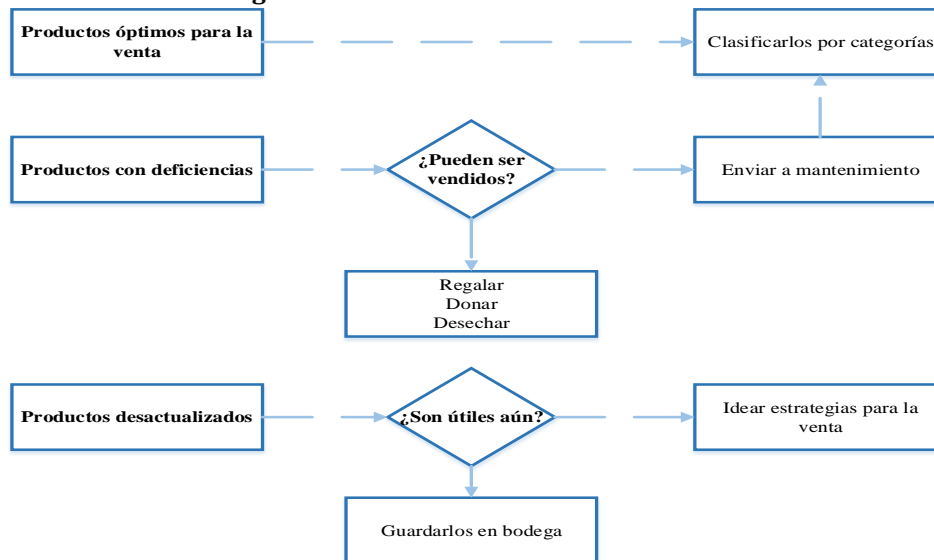 Productos óptimos para la
venta
Clasificarlos por categorías
Productos con deficiencias
¿Pueden ser
vendidos?
Enviar a mantenimiento
Regalar
Donar
Desechar
Productos desactualizados
¿Son útiles aún?
Idear estrategias para la
venta
Guardarlos en bodega